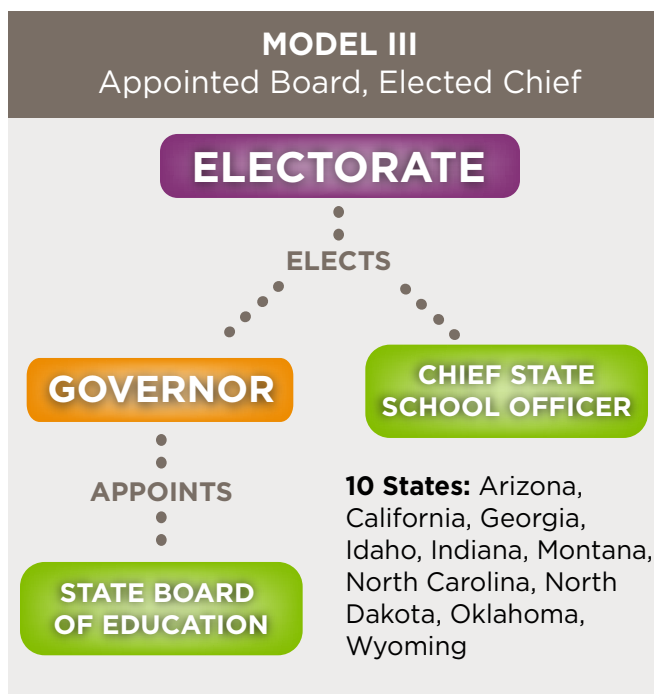 MODEL III
Appointed Board, Elected Chief
ELECTORATE
ELECTS
GOVERNOR
CHIEF STATE
SCHOOL OFFICER
APPOINTS
STATE BOARD
OF EDUCATION
10 States: Arizona,
California, Georgia,
Idaho, Indiana, Montana,
North Carolina, North
Dakota, Oklahoma,
Wyoming